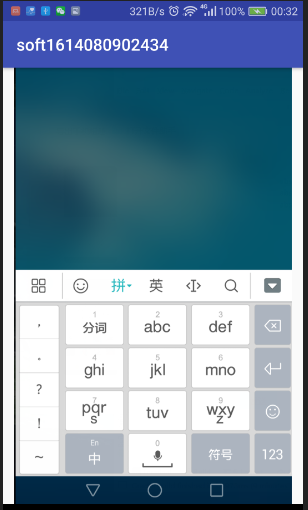 321B/s 4G 100% 00:32
soft1614080902434
拼 英
, 1 分词 2 abc 3 def
。 4 ghi 5 jkl 6 mno
? 7 pqrs 8 tuv 9 wxyz
!
~ En 中 0 符号 123